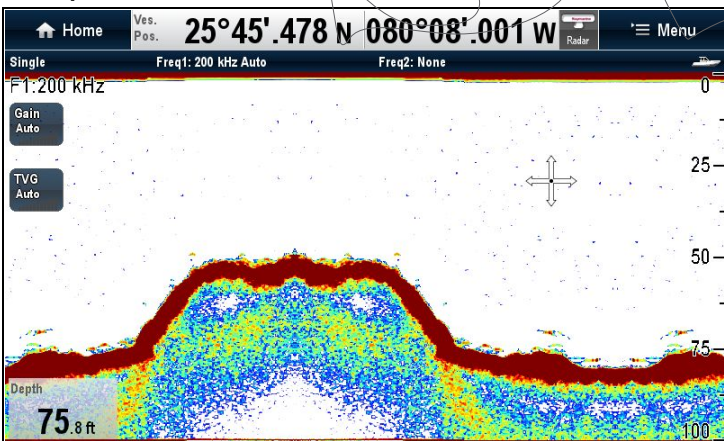 Home
Ves. Pos. 25°45'.478 N 080°08'.001 W
Radar
Menu
Single Freq1: 200 kHz Auto Freq2: None
F1:200 kHz
0
Gain
Auto
TVG
Auto
25
50
75
Depth
75.8 ft
100